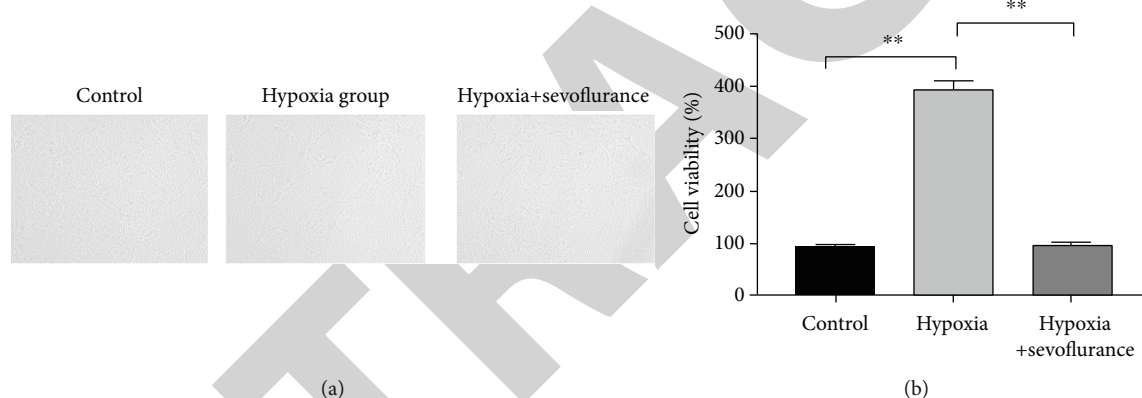 Control
Hypoxia group
Hypoxia+sevoflurance
(a)
**
**
Cell viability (%)
500
400
300
200
100
0
Control
Hypoxia
Hypoxia
+sevoflurance
(b)